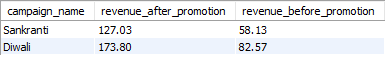 campaign_name revenue_after_promotion revenue_before_promotion
Sankranti 127.03 58.13
Diwali 173.80 82.57